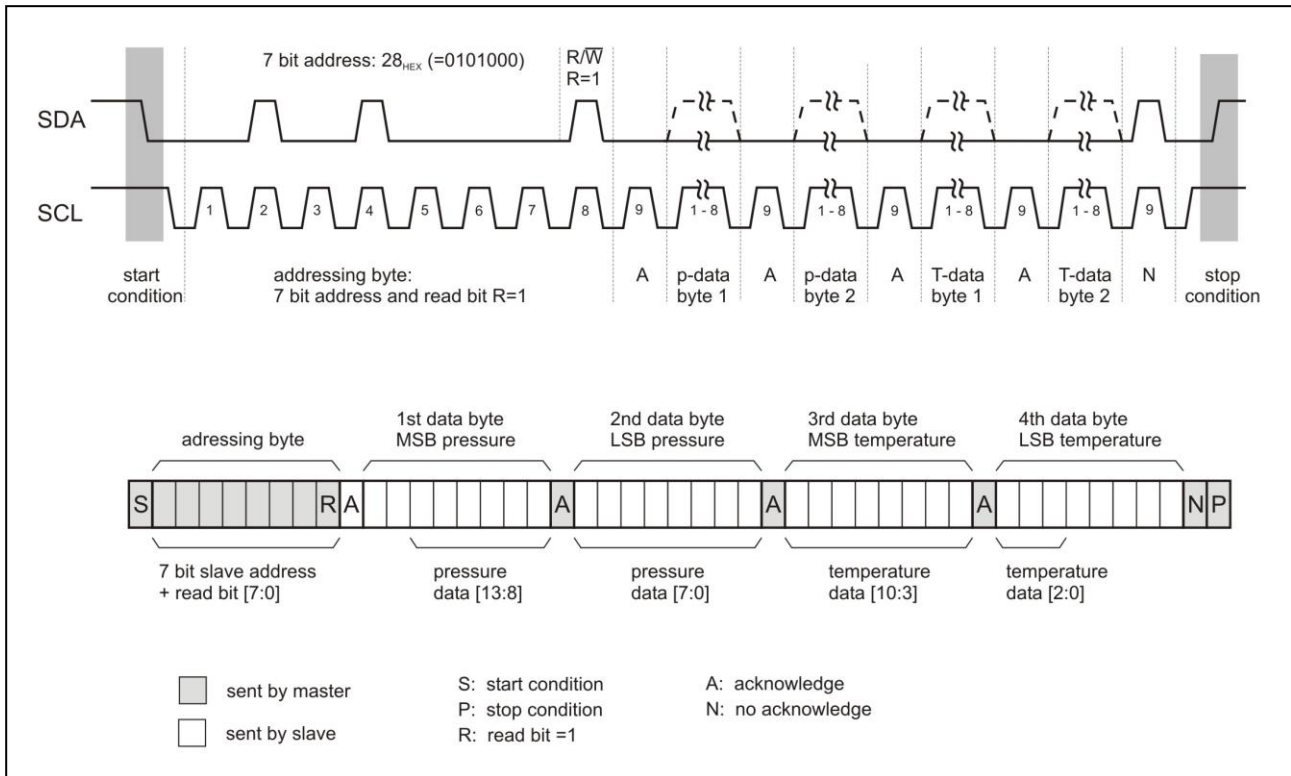 7 bit address: 28HEX (=0101000)
R/W
R=1
SDA
SCL
1 2 3 4 5 6 7 8 9 1 - 8 9 1 - 8 9 1 - 8 9 1 - 8 9
start
condition
addressing byte:
7 bit address and read bit R=1
A
p-data
byte 1
A
p-data
byte 2
A
T-data
byte 1
A
T-data
byte 2
N
stop
condition
adressing byte
1st data byte
MSB pressure
2nd data byte
LSB pressure
3rd data byte
MSB temperature
4th data byte
LSB temperature
S R A A A A N P
7 bit slave address
+ read bit [7:0]
pressure
data [13:8]
pressure
data [7:0]
temperature
data [10:3]
temperature
data [2:0]
sent by master
sent by slave
S: start condition
P: stop condition
R: read bit =1
A: acknowledge
N: no acknowledge